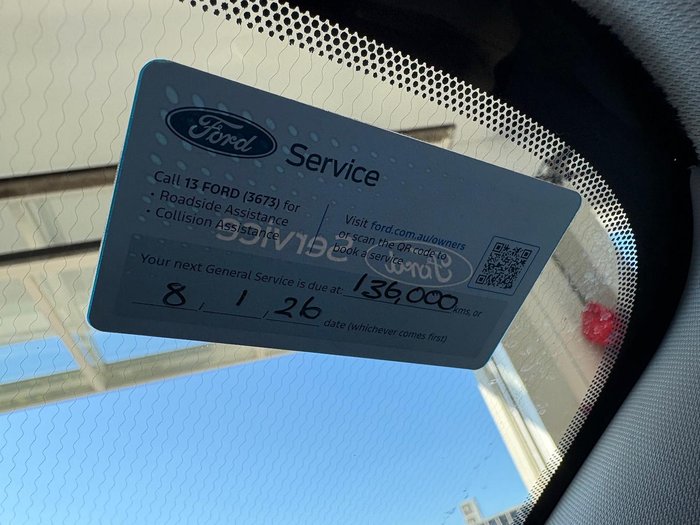 Ford
Service
Call 13 FORD (3673) for
• Roadside Assistance
• Collision Assistance
Visit ford.com.au/owners
or scan the QR code to
book a service
Ford Service
Your next General Service is due at: 136,000 kms, or
8 / 1 / 26 date (whichever comes first)